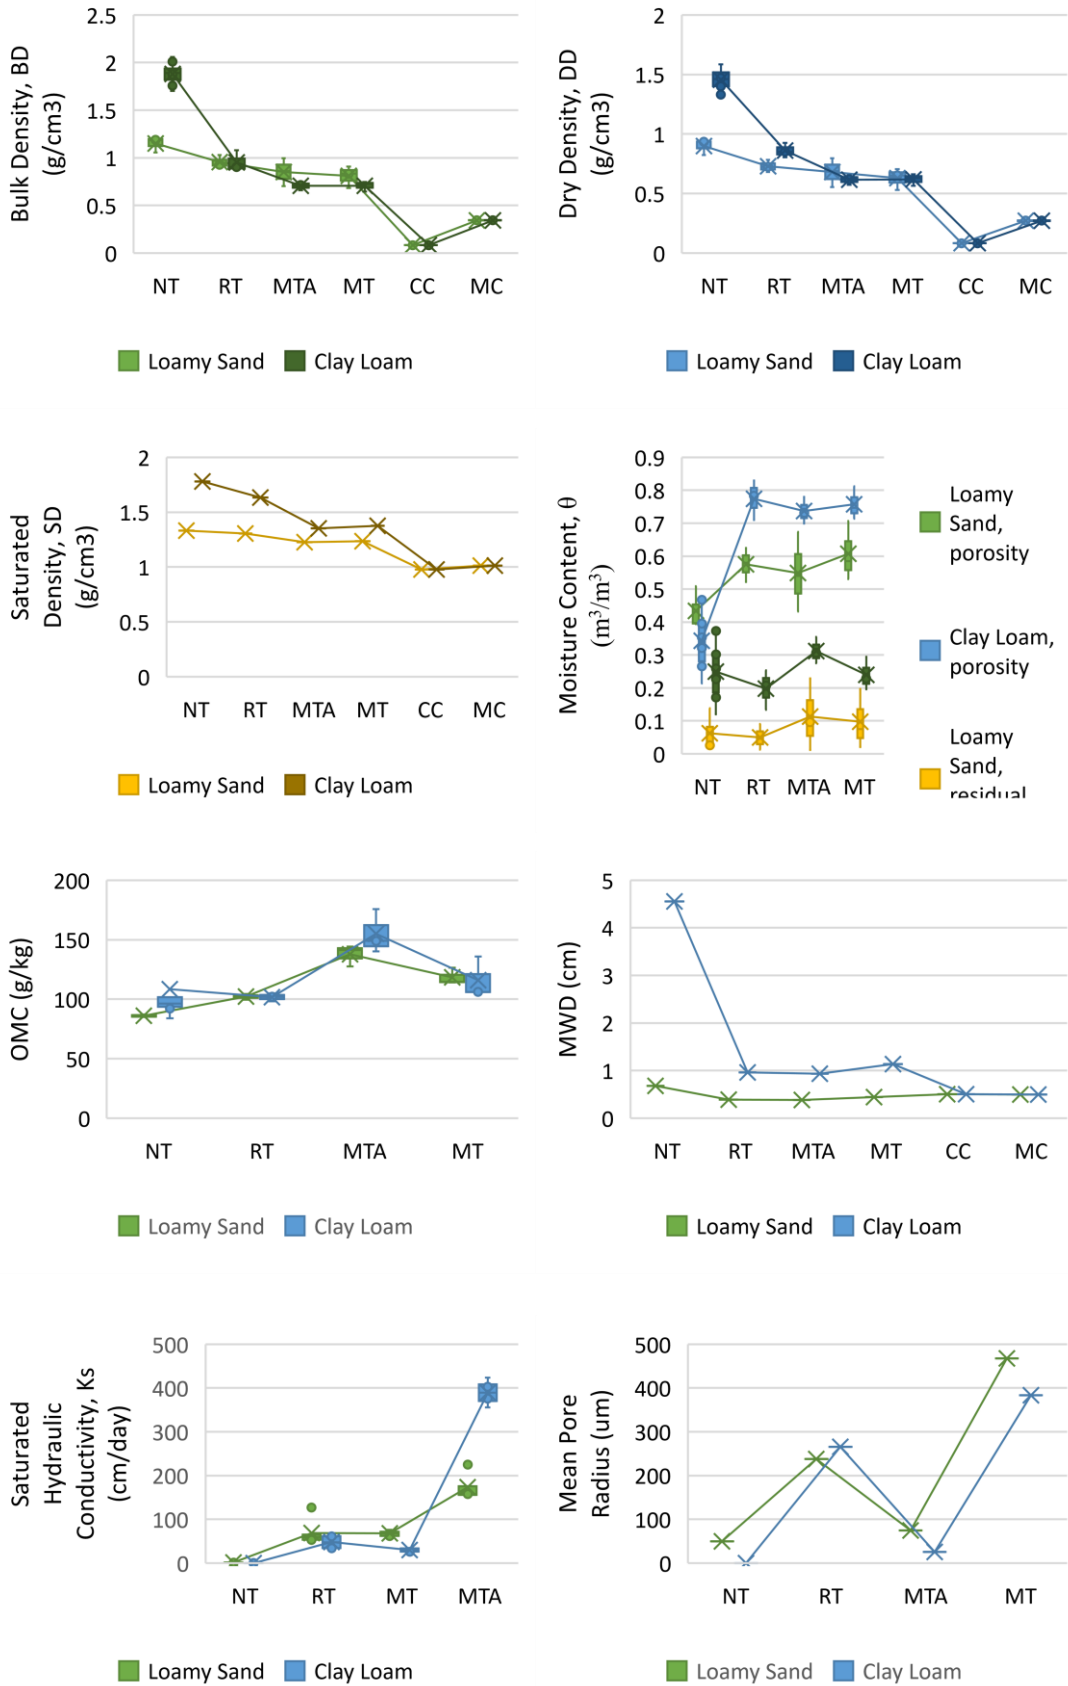 Bulk Density, BD
(g/cm3)
2.5
2
1.5
1
0.5
0
NT RT MTA MT CC MC
Loamy Sand Clay Loam
Dry Density, DD
(g/cm3)
2
1.5
1
0.5
0
NT RT MTA MT CC MC
Loamy Sand Clay Loam
Saturated
Density, SD
(g/cm3)
2
1.5
1
0.5
0
NT RT MTA MT CC MC
Loamy Sand Clay Loam
Moisture Content, θ
(m³/m³)
0.9
0.8
0.7
0.6
0.5
0.4
0.3
0.2
0.1
0
NT RT MTA MT
Loamy
Sand,
porosity
Clay Loam,
porosity
Loamy
Sand,
residual
OMC (g/kg)
200
150
100
50
0
NT RT MTA MT
Loamy Sand Clay Loam
MWD (cm)
5
4
3
2
1
0
NT RT MTA MT CC MC
Loamy Sand Clay Loam
Saturated
Hydraulic
Conductivity, Ks
(cm/day)
500
400
300
200
100
0
NT RT MT MTA
Loamy Sand Clay Loam
Mean Pore
Radius (um)
500
400
300
200
100
0
NT RT MTA MT
Loamy Sand Clay Loam